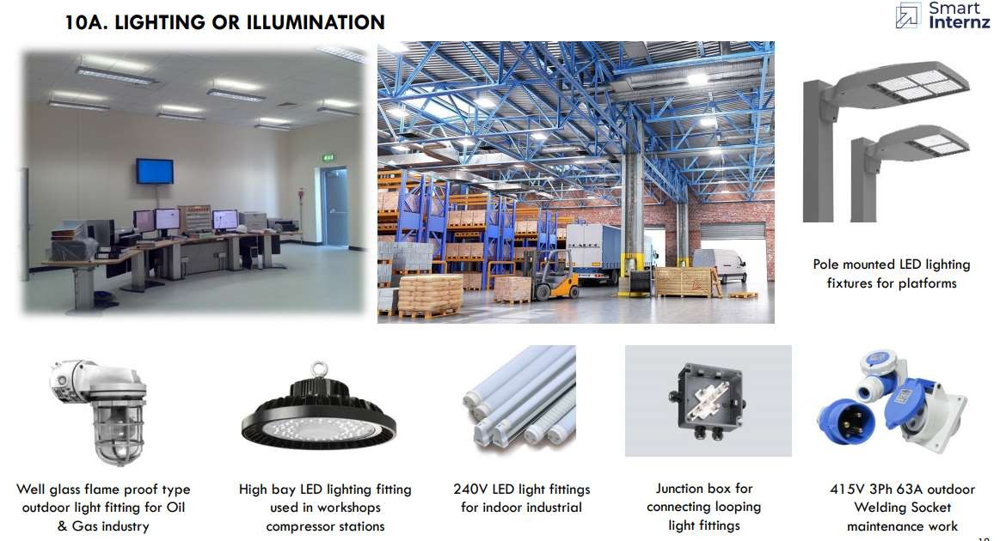 10A. LIGHTING OR ILLUMINATION
Smart
Internz
Pole mounted LED lighting
fixtures for platforms
Well glass flame proof type
outdoor light fitting for Oil
& Gas industry
High bay LED lighting fitting
used in workshops
compressor stations
240V LED light fittings
for indoor industrial
Junction box for
connecting looping
light fittings
415V 3Ph 63A outdoor
Welding Socket
maintenance work